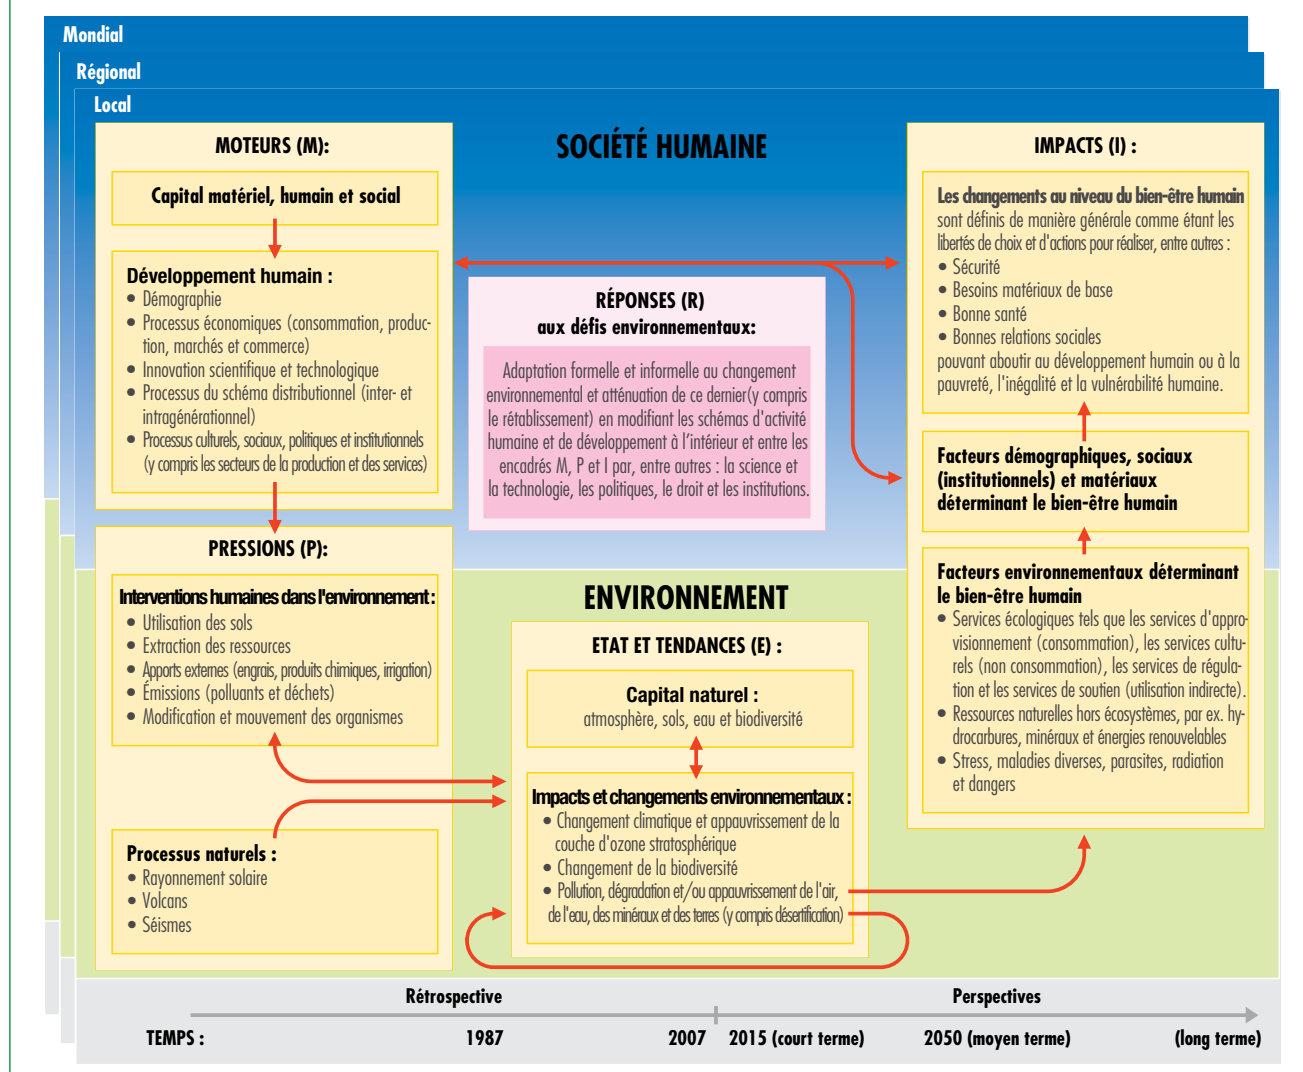 Mondial
Régional
Local
SOCIÉTÉ HUMAINE
MOTEURS (M):
Capital matériel, humain et social
Développement humain :
• Démographie
• Processus économiques (consommation, produc-
tion, marchés et commerce)
• Innovation scientifique et technologique
• Processus du schéma distributionnel (inter- et
intragénérationnel)
• Processus culturels, sociaux, politiques et institutionnels
(y compris les secteurs de la production et des services)
RÉPONSES (R)
aux défis environnementaux:
Adaptation formelle et informelle au changement
environnemental et atténuation de ce dernier(y compris
le rétablissement) en modifiant les schémas d'activité
humaine et de développement à l'intérieur et entre les
encadrés M, P et I par, entre autres : la science et
la technologie, les politiques, le droit et les institutions.
IMPACTS (I) :
Les changements au niveau du bien-être humain
sont définis de manière générale comme étant les
libertés de choix et d'actions pour réaliser, entre autres :
• Sécurité
• Besoins matériaux de base
• Bonne santé
• Bonnes relations sociales
pouvant aboutir au développement humain ou à la
pauvreté, l'inégalité et la vulnérabilité humaine.
Facteurs démographiques, sociaux
(institutionnels) et matériaux
déterminant le bien-être humain
Facteurs environnementaux déterminant
le bien-être humain
• Services écologiques tels que les services d'appro-
visionnement (consommation), les services cultu-
rels (non consommation), les services de régula-
tion et les services de soutien (utilisation indirecte).
• Ressources naturelles hors écosystèmes, par ex. hy-
drocarbures, minéraux et énergies renouvelables
• Stress, maladies diverses, parasites, radiation
et dangers
PRESSIONS (P):
Interventions humaines dans l'environnement :
• Utilisation des sols
• Extraction des ressources
• Apports externes (engrais, produits chimiques, irrigation)
• Émissions (polluants et déchets)
• Modification et mouvement des organismes
Processus naturels :
• Rayonnement solaire
• Volcans
• Séismes
ENVIRONNEMENT
ETAT ET TENDANCES (E) :
Capital naturel :
atmosphère, sols, eau et biodiversité
Impacts et changements environnementaux :
• Changement climatique et appauvrissement de la
couche d'ozone stratosphérique
• Changement de la biodiversité
• Pollution, dégradation et/ou appauvrissement de l'air,
de l'eau, des minéraux et des terres (y compris désertification)
Rétrospective
Perspectives
TEMPS :
1987
2007
2015 (court terme)
2050 (moyen terme)
(long terme)